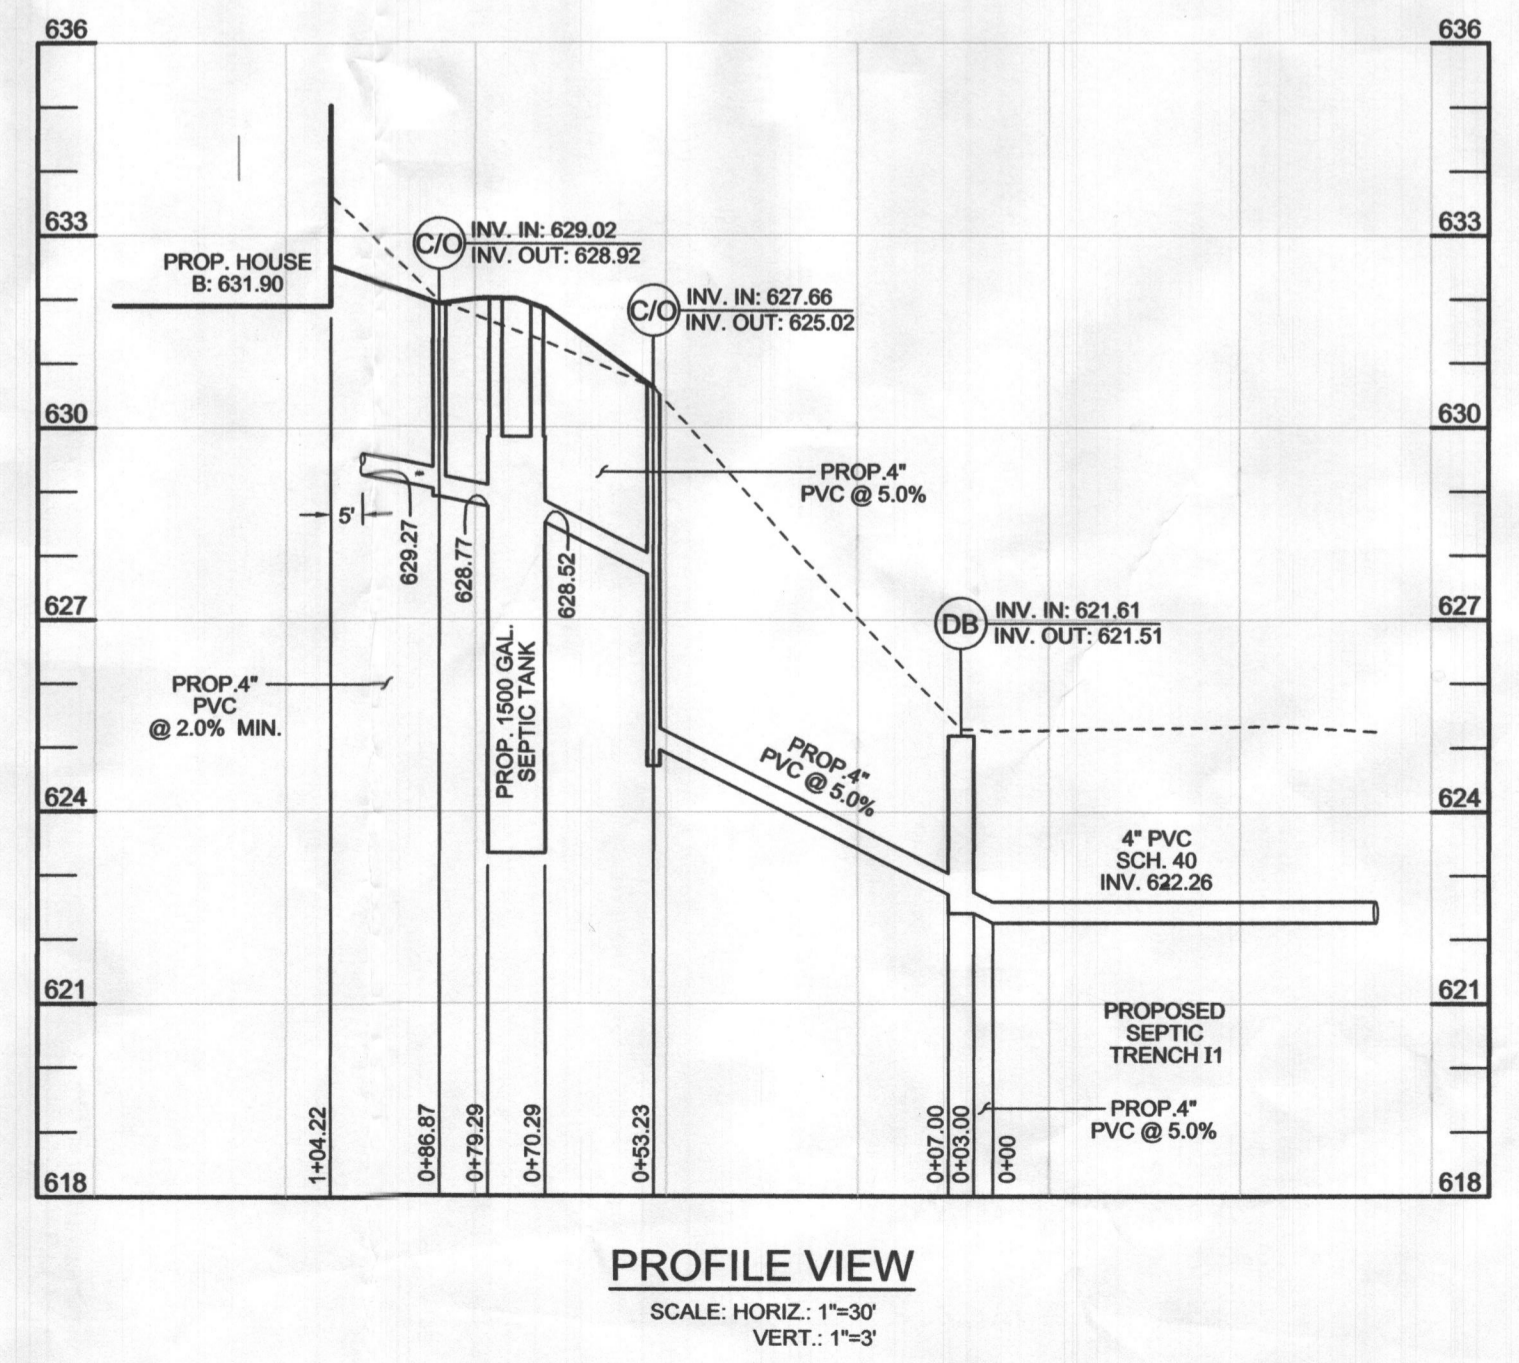 636
636
633
633
630
630
627
627
624
624
621
621
618
618
PROP. HOUSE
B: 631.90
C/O
INV. IN: 629.02
INV. OUT: 628.92
C/O
INV. IN: 627.66
INV. OUT: 625.02
PROP.4"
PVC @ 5.0%
5'
629.27
628.77
628.52
PROP. 1500 GAL.
SEPTIC TANK
DB
INV. IN: 621.61
INV. OUT: 621.51
PROP.4"
PVC
@ 2.0% MIN.
PROP.4"
PVC @ 5.0%
4" PVC
SCH. 40
INV. 622.26
PROPOSED
SEPTIC
TRENCH I1
PROP.4"
PVC @ 5.0%
1+04.22
0+86.87
0+79.29
0+70.29
0+53.23
0+07.00
0+03.00
0+00
PROFILE VIEW
SCALE: HORIZ.: 1"=30'
VERT.: 1"=3'